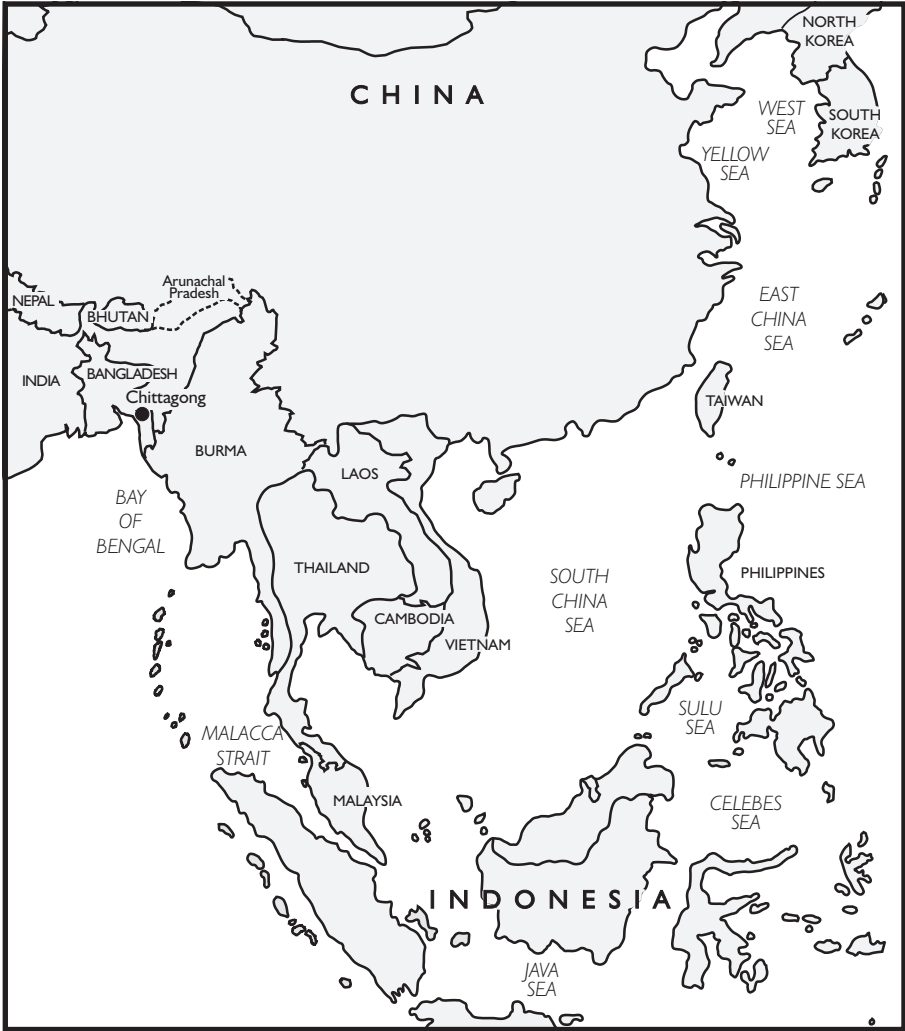 NORTH
KOREA
CHINA
WEST
SEA
SOUTH
KOREA
YELLOW
SEA
Arunachal
Pradesh
NEPAL
BHUTAN
EAST
CHINA
SEA
INDIA
BANGLADESH
Chittagong
TAIWAN
BURMA
LAOS
PHILIPPINE SEA
BAY
OF
BENGAL
THAILAND
SOUTH
CHINA
SEA
PHILIPPINES
CAMBODIA
VIETNAM
SULU
SEA
MALACCA
STRAIT
MALAYSIA
CELEBES
SEA
INDONESIA
JAVA
SEA